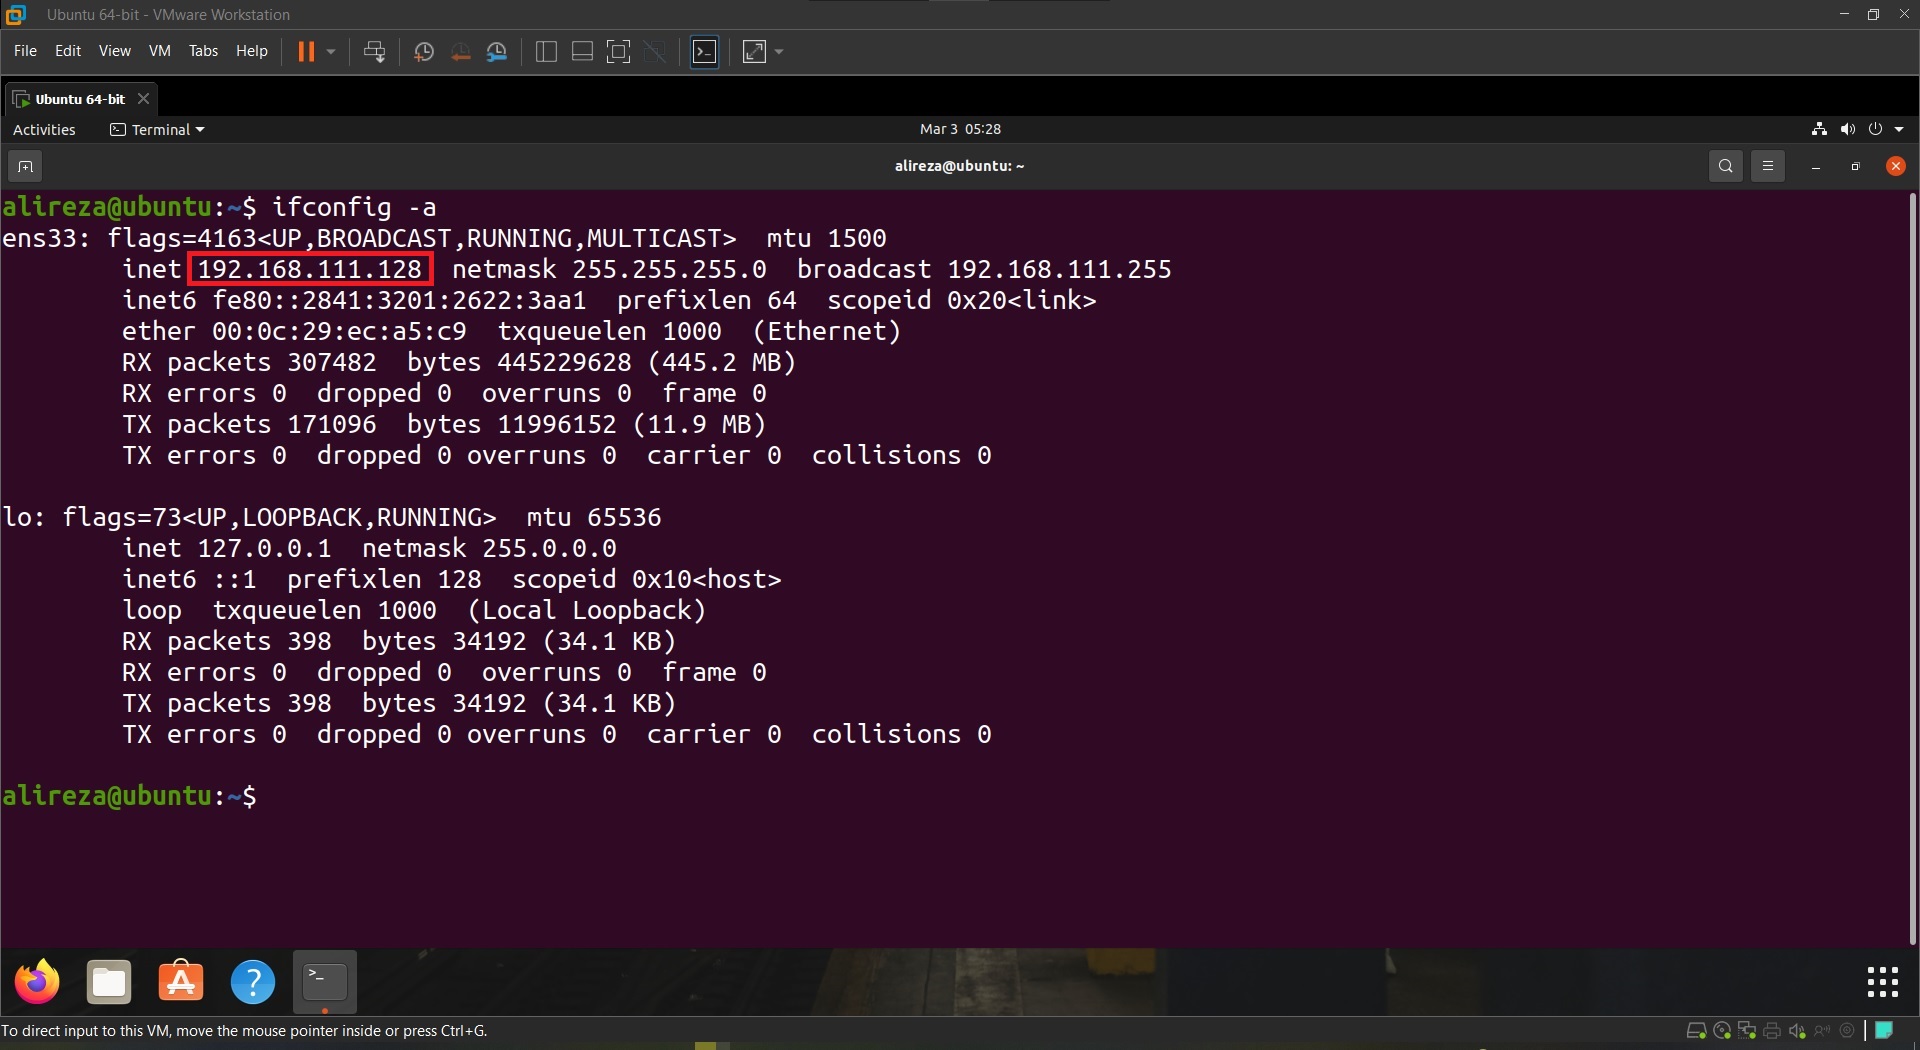 Ubuntu 64-bit - VMware Workstation
File Edit View VM Tabs Help
Ubuntu 64-bit
Activities Terminal Mar 3 05:28
alireza@ubuntu: ~
alireza@ubuntu:~$ ifconfig -a
ens33: flags=4163<UP,BROADCAST,RUNNING,MULTICAST>  mtu 1500
        inet 192.168.111.128  netmask 255.255.255.0  broadcast 192.168.111.255
        inet6 fe80::2841:3201:2622:3aa1  prefixlen 64  scopeid 0x20<link>
        ether 00:0c:29:ec:a5:c9  txqueuelen 1000  (Ethernet)
        RX packets 307482  bytes 445229628 (445.2 MB)
        RX errors 0  dropped 0  overruns 0  frame 0
        TX packets 171096  bytes 11996152 (11.9 MB)
        TX errors 0  dropped 0 overruns 0  carrier 0  collisions 0
lo: flags=73<UP,LOOPBACK,RUNNING>  mtu 65536
        inet 127.0.0.1  netmask 255.0.0.0
        inet6 ::1  prefixlen 128  scopeid 0x10<host>
        loop  txqueuelen 1000  (Local Loopback)
        RX packets 398  bytes 34192 (34.1 KB)
        RX errors 0  dropped 0  overruns 0  frame 0
        TX packets 398  bytes 34192 (34.1 KB)
        TX errors 0  dropped 0 overruns 0  carrier 0  collisions 0
alireza@ubuntu:~$
To direct input to this VM, move the mouse pointer inside or press Ctrl+G.